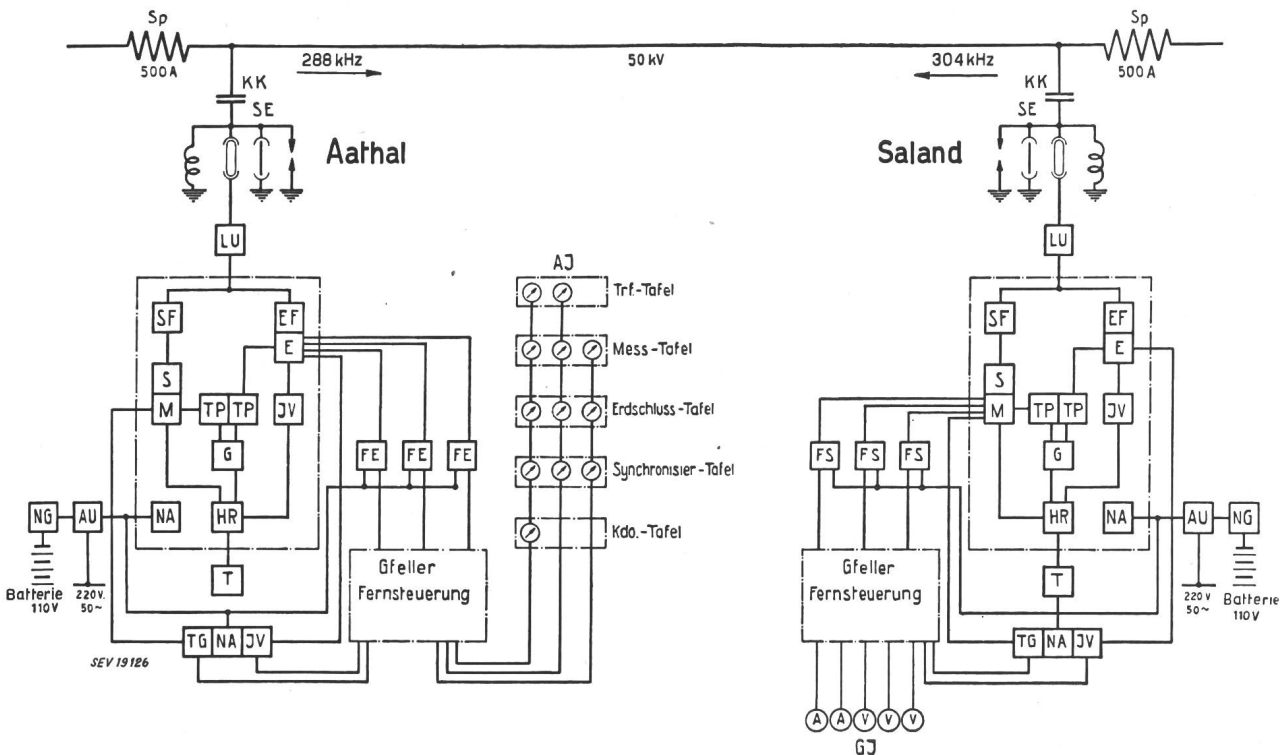 Sp
Sp
500A
288 kHz
50 kV
304 kHz
500 A
KK
KK
SE
SE
Aathal
Saland
LU
LU
AJ
Trf.-Tafel
Mess-Tafel
Erdschluss-Tafel
Synchronisier-Tafel
Kdo.-Tafel
SF
EF
E
S
M
TP
TP
JV
G
FE
FE
FE
NG
AU
NA
HR
T
Batterie
110V
220V.
50~
Gfeller
Fernsteuerung
TG
NA
JV
SEV 19126
SF
EF
E
S
M
TP
TP
JV
G
FS
FS
FS
HR
NA
AU
NG
T
Gfeller
Fernsteuerung
220V
50~
Batterie
110V
TG
NA
JV
A
A
V
V
V
GJ